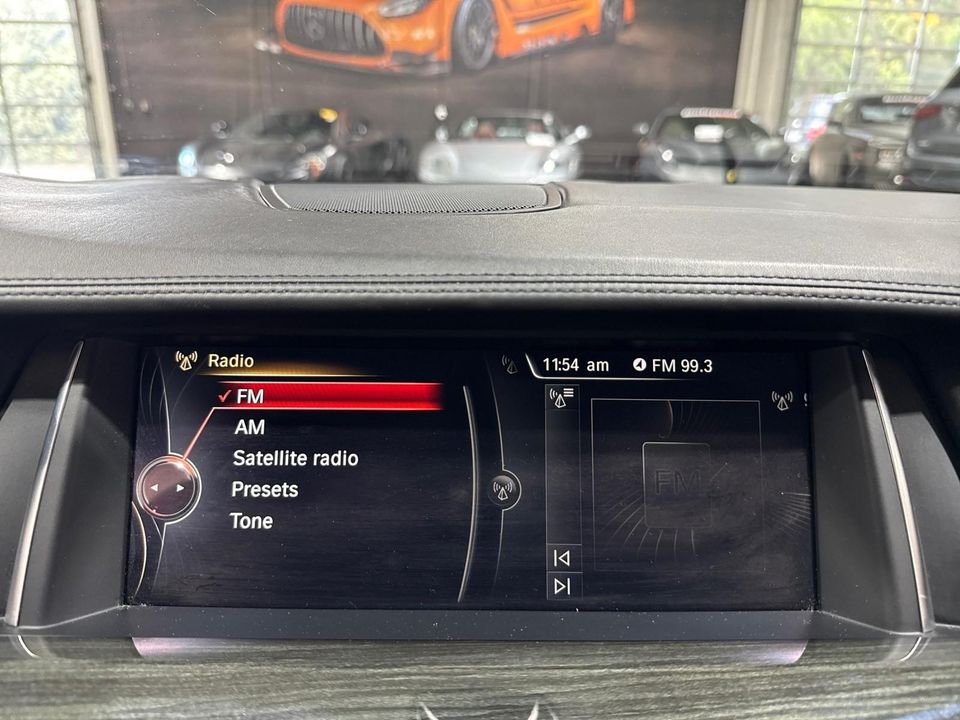 Radio
FM
AM
Satellite radio
Presets
Tone
11:54 am FM 99.3
FM